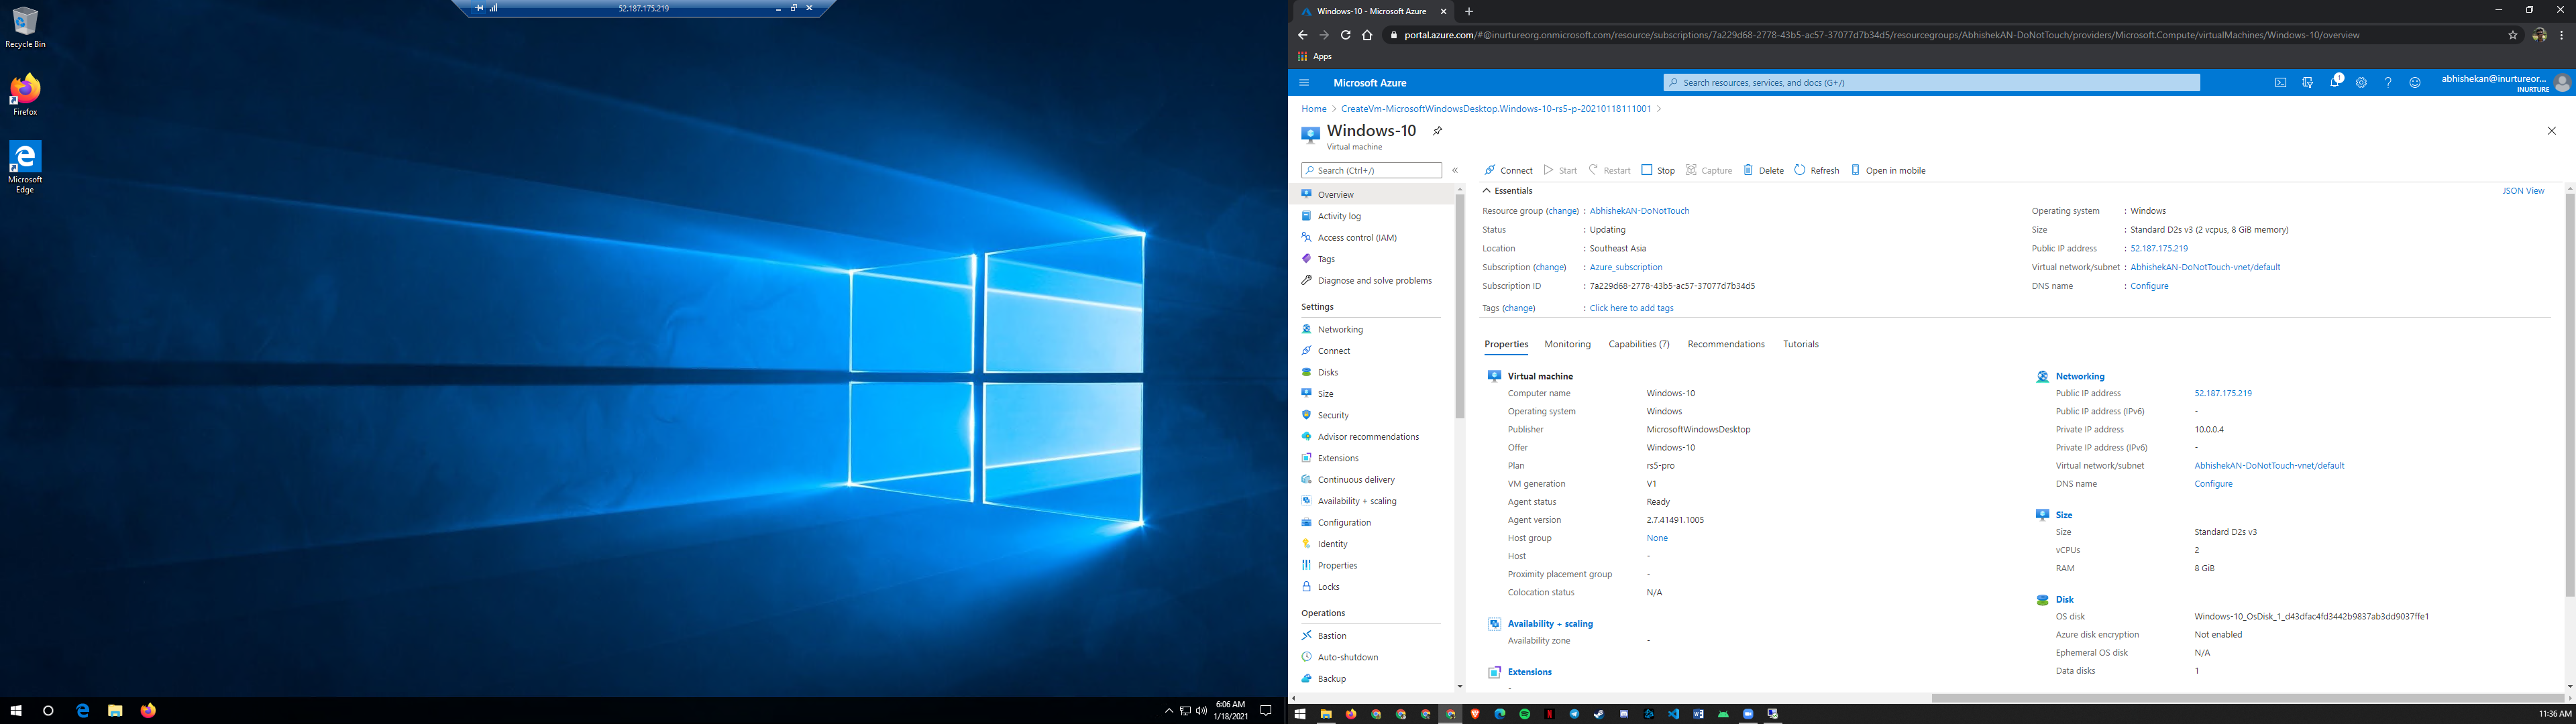 52.187.175.219
Recycle Bin
Firefox
Microsoft
Edge
6:06 AM
1/18/2021
Windows-10 - Microsoft Azure
portal.azure.com/#@inurtureorg.onmicrosoft.com/resource/subscriptions/7a229d68-2778-43b5-ac57-37077d7b34d5/resourcegroups/AbhishekAN-DoNotTouch/providers/Microsoft.Compute/virtualMachines/Windows-10/overview
Apps
Microsoft Azure
Search resources, services, and docs (G+/)
1
abhishekan@inurtureor...
INURTURE
Home > CreateVm-MicrosoftWindowsDesktop.Windows-10-rs5-p-20210118111001 >
Windows-10
Virtual machine
Search (Ctrl+/)
«
Connect
Start
Restart
Stop
Capture
Delete
Refresh
Open in mobile
Overview
Activity log
Access control (IAM)
Tags
Diagnose and solve problems
Settings
Networking
Connect
Disks
Size
Security
Advisor recommendations
Extensions
Continuous delivery
Availability + scaling
Configuration
Identity
Properties
Locks
Operations
Bastion
Auto-shutdown
Backup
Essentials
JSON View
Resource group (change) : AbhishekAN-DoNotTouch
Status : Updating
Location : Southeast Asia
Subscription (change) : Azure_subscription
Subscription ID : 7a229d68-2778-43b5-ac57-37077d7b34d5
Tags (change) : Click here to add tags
Operating system : Windows
Size : Standard D2s v3 (2 vcpus, 8 GiB memory)
Public IP address : 52.187.175.219
Virtual network/subnet : AbhishekAN-DoNotTouch-vnet/default
DNS name : Configure
Properties
Monitoring
Capabilities (7)
Recommendations
Tutorials
Virtual machine
Computer name Windows-10
Operating system Windows
Publisher MicrosoftWindowsDesktop
Offer Windows-10
Plan rs5-pro
VM generation V1
Agent status Ready
Agent version 2.7.41491.1005
Host group None
Host -
Proximity placement group -
Colocation status N/A
Availability + scaling
Availability zone -
Extensions
-
Networking
Public IP address 52.187.175.219
Public IP address (IPv6) -
Private IP address 10.0.0.4
Private IP address (IPv6) -
Virtual network/subnet AbhishekAN-DoNotTouch-vnet/default
DNS name Configure
Size
Size Standard D2s v3
vCPUs 2
RAM 8 GiB
Disk
OS disk Windows-10_OsDisk_1_d43dfac4fd3442b9837ab3dd9037ffe1
Azure disk encryption Not enabled
Ephemeral OS disk N/A
Data disks 1
11:36 AM